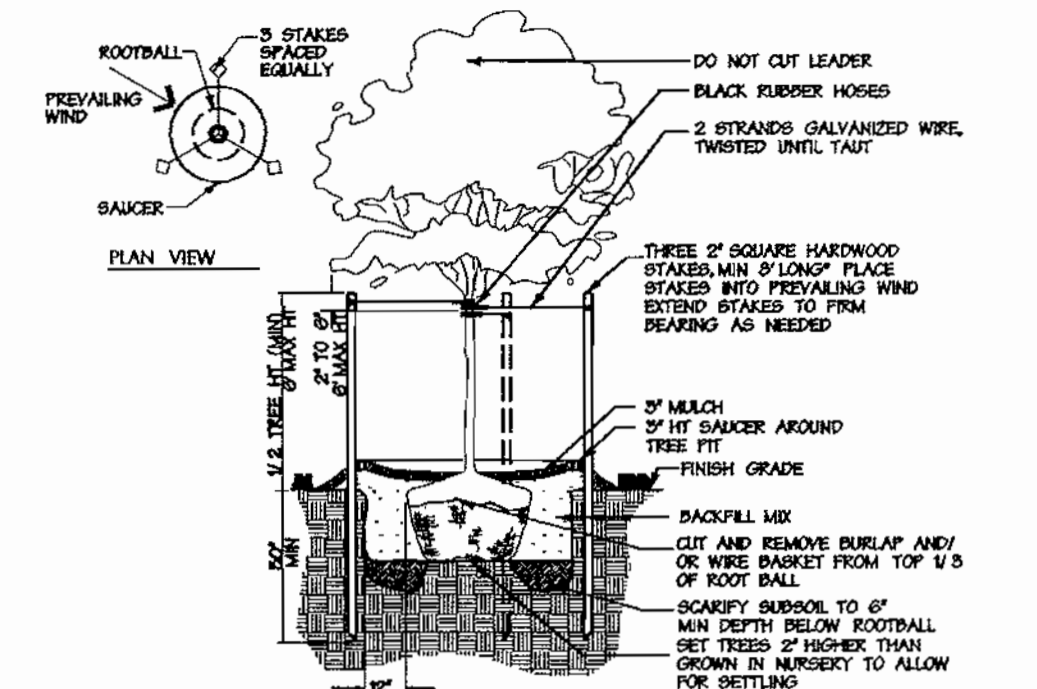 3 STAKES
SPACED
EQUALLY
ROOTBALL
PREVAILING
WIND
SAUCER
PLAN VIEW
DO NOT CUT LEADER
BLACK RUBBER HOSES
2 STRANDS GALVANIZED WIRE,
TWISTED UNTIL TAUT
THREE 2" SQUARE HARDWOOD
STAKES, MIN 8' LONG" PLACE
STAKES INTO PREVAILING WIND
EXTEND STAKES TO FIRM
BEARING AS NEEDED
1/2 TREE HT (MIN)
6' MAX HT
2" TO 6"
6' MAX HT
3" MULCH
3" HT SAUCER AROUND
TREE PIT
FINISH GRADE
BACKFILL MIX
CUT AND REMOVE BURLAP AND/
OR WIRE BASKET FROM TOP 1/3
OF ROOT BALL
SCARIFY SUBSOIL TO 6"
MIN DEPTH BELOW ROOTBALL
SET TREES 2" HIGHER THAN
GROWN IN NURSERY TO ALLOW
FOR SETTLING
MIN
12"